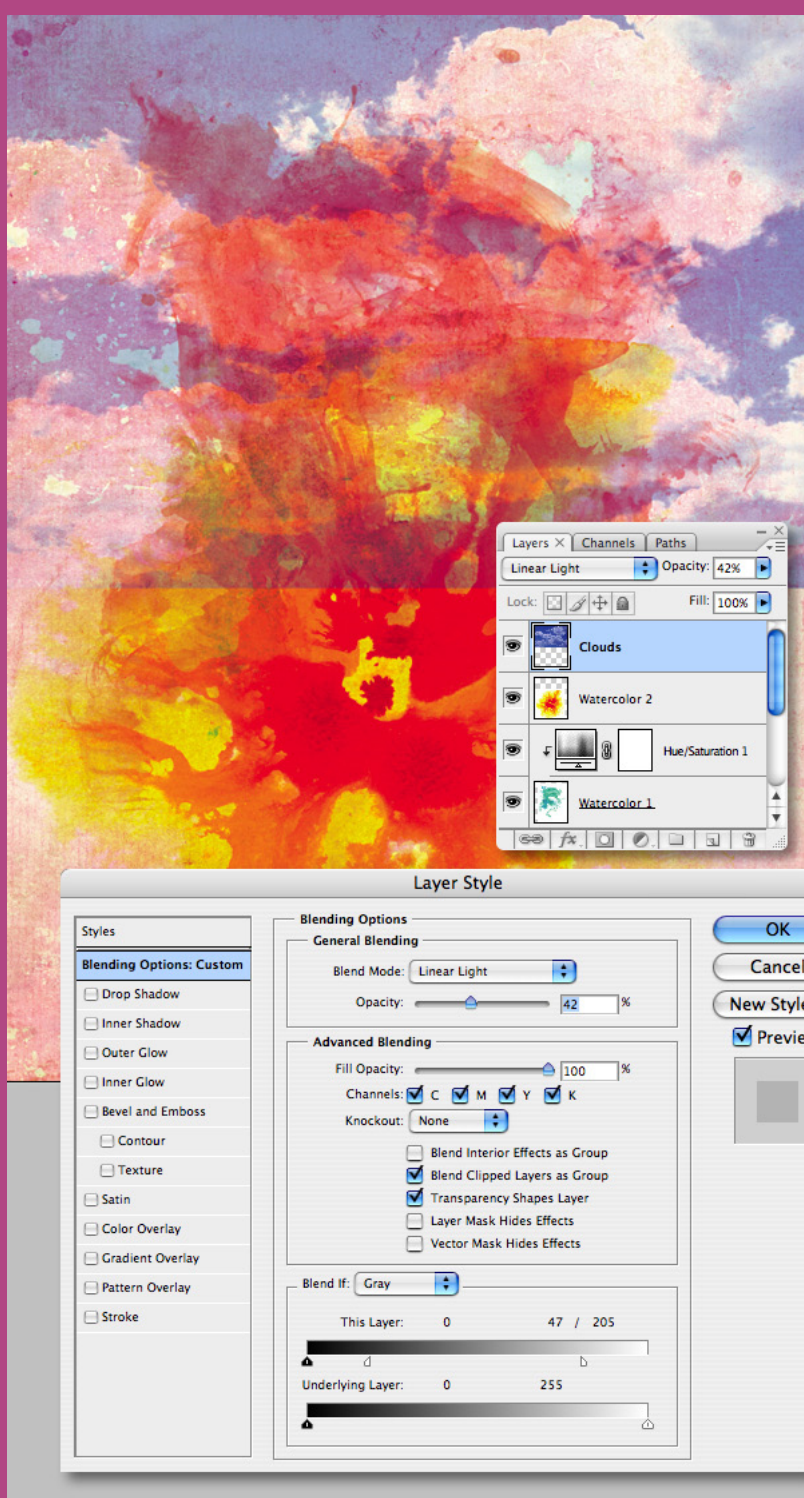 Layers × Channels Paths
Linear Light Opacity: 42%
Lock: Fill: 100%
Clouds
Watercolor 2
Hue/Saturation 1
Watercolor 1
fx.
Layer Style
Styles
Blending Options: Custom
Drop Shadow
Inner Shadow
Outer Glow
Inner Glow
Bevel and Emboss
Contour
Texture
Satin
Color Overlay
Gradient Overlay
Pattern Overlay
Stroke
Blending Options
General Blending
Blend Mode: Linear Light
Opacity: 42 %
Advanced Blending
Fill Opacity: 100 %
Channels: C M Y K
Knockout: None
Blend Interior Effects as Group
Blend Clipped Layers as Group
Transparency Shapes Layer
Layer Mask Hides Effects
Vector Mask Hides Effects
Blend If: Gray
This Layer: 0 47 / 205
Underlying Layer: 0 255
OK
Cancel
New Style
Previe